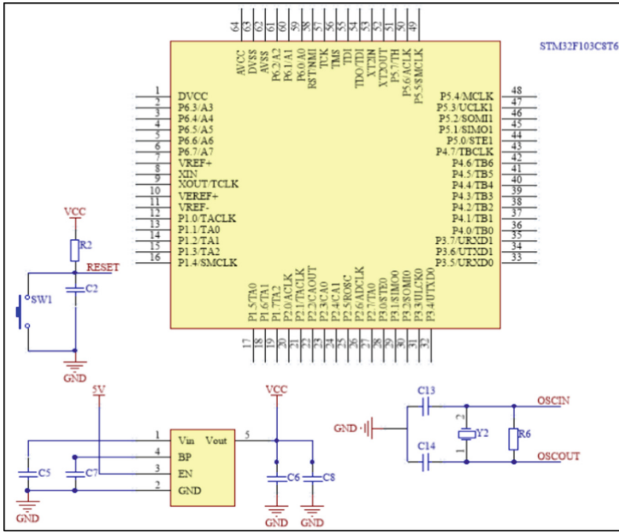 64 63 62 61 60 59 58 57 56 55 54 53 52 51 50 49
STM32F103C8T6
AVCC
DVSS
AVSS
P6.2/A2
P6.1/A1
P6.0/A0
RST/NMI
TCK
TMS
TDI
TDO/TDI
XT2IN
XT2OUT
P5.7/TH
P5.6/ACLK
P5.5/SMCLK
1 DVCC
2 P6.3/A3
3 P6.4/A4
4 P6.5/A5
5 P6.6/A6
6 P6.7/A7
7 VREF+
8 XIN
9 XOUT/TCLK
10 VEREF+
11 VREF-
12 P1.0/TACLK
13 P1.1/TA0
14 P1.2/TA1
15 P1.3/TA2
16 P1.4/SMCLK
P5.4/MCLK 48
P5.3/UCLK1 47
P5.2/SOMI1 46
P5.1/SIMO1 45
P5.0/STE1 44
P4.7/TBCLK 43
P4.6/TB6 42
P4.5/TB5 41
P4.4/TB4 40
P4.3/TB3 39
P4.2/TB2 38
P4.1/TB1 37
P4.0/TB0 36
P3.7/URXD1 35
P3.6/UTXD1 34
P3.5/URXD0 33
P1.5/TA0
P1.6/TA1
P1.7/TA2
P2.0/ACLK
P2.1/TACLK
P2.2/CAOUT
P2.3/CA0
P2.4/CA1
P2.5/ROSC
P2.6/ADCLK
P2.7/TA0
P3.0/STE0
P3.1/SIMO0
P3.2/SOMI0
P3.3/ULCK0
P3.4/UTXD0
17 18 19 20 21 22 23 24 25 26 27 28 29 30 31 32
VCC
R2
RESET
SW1
C2
GND
5V
1 Vin Vout 5
4 BP
3 EN
2 GND
C5
C7
GND
VCC
C6
C8
GND
GND
C13
OSCIN
GND
2
Y2
R6
1
C14
OSCOUT